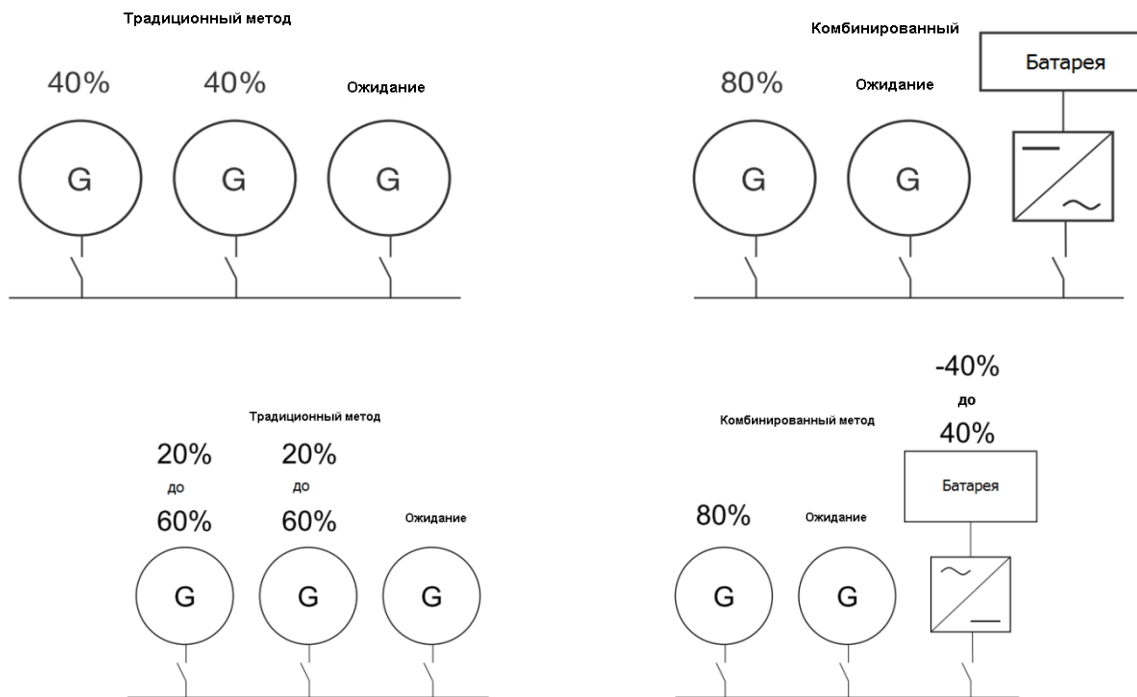 Традиционный метод
40%
40%
Ожидание
G
G
G
Комбинированный
80%
Ожидание
Батарея
G
G
Традиционный метод
20%
до
60%
20%
до
60%
Ожидание
G
G
G
-40%
до
40%
Комбинированный метод
80%
Ожидание
Батарея
G
G